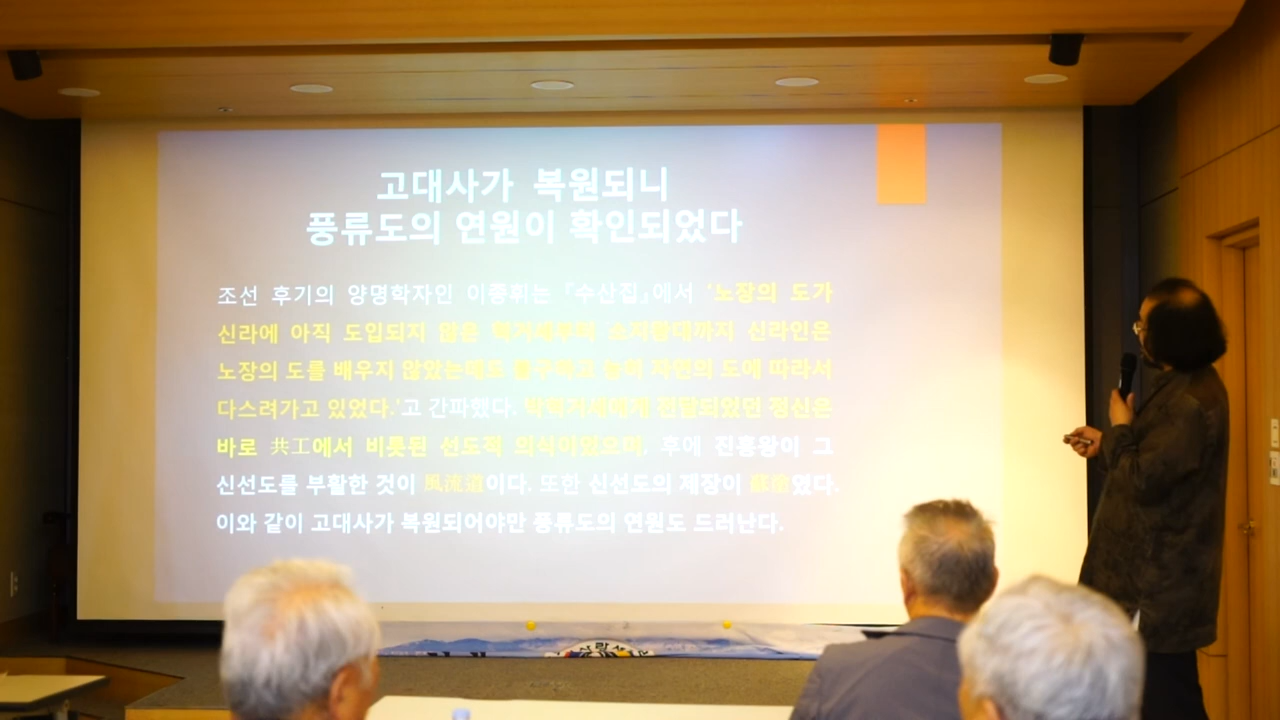 고대사가 복원되니
풍류도의 연원이 확인되었다
조선 후기의 양명학자인 이종휘는 『수산집』에서 '노장의 도가
신라에 아직 도입되지 않은 혁거세부터 소지왕대까지 신라인은
노장의 도를 배우지 않았는데도 능히 자연의 도에 따라서
다스려가고 있었다.'고 간파했다. 박혁거세에게 전달되었던 정신은
바로 共工에서 비롯된 선도적 의식이었으며, 후에 진흥왕이 그
신선도를 부활한 것이 風流道이다. 또한 신선도의 제장이 였다.
이와 같이 고대사가 복원되어야만 풍류도의 연원도 드러난다.